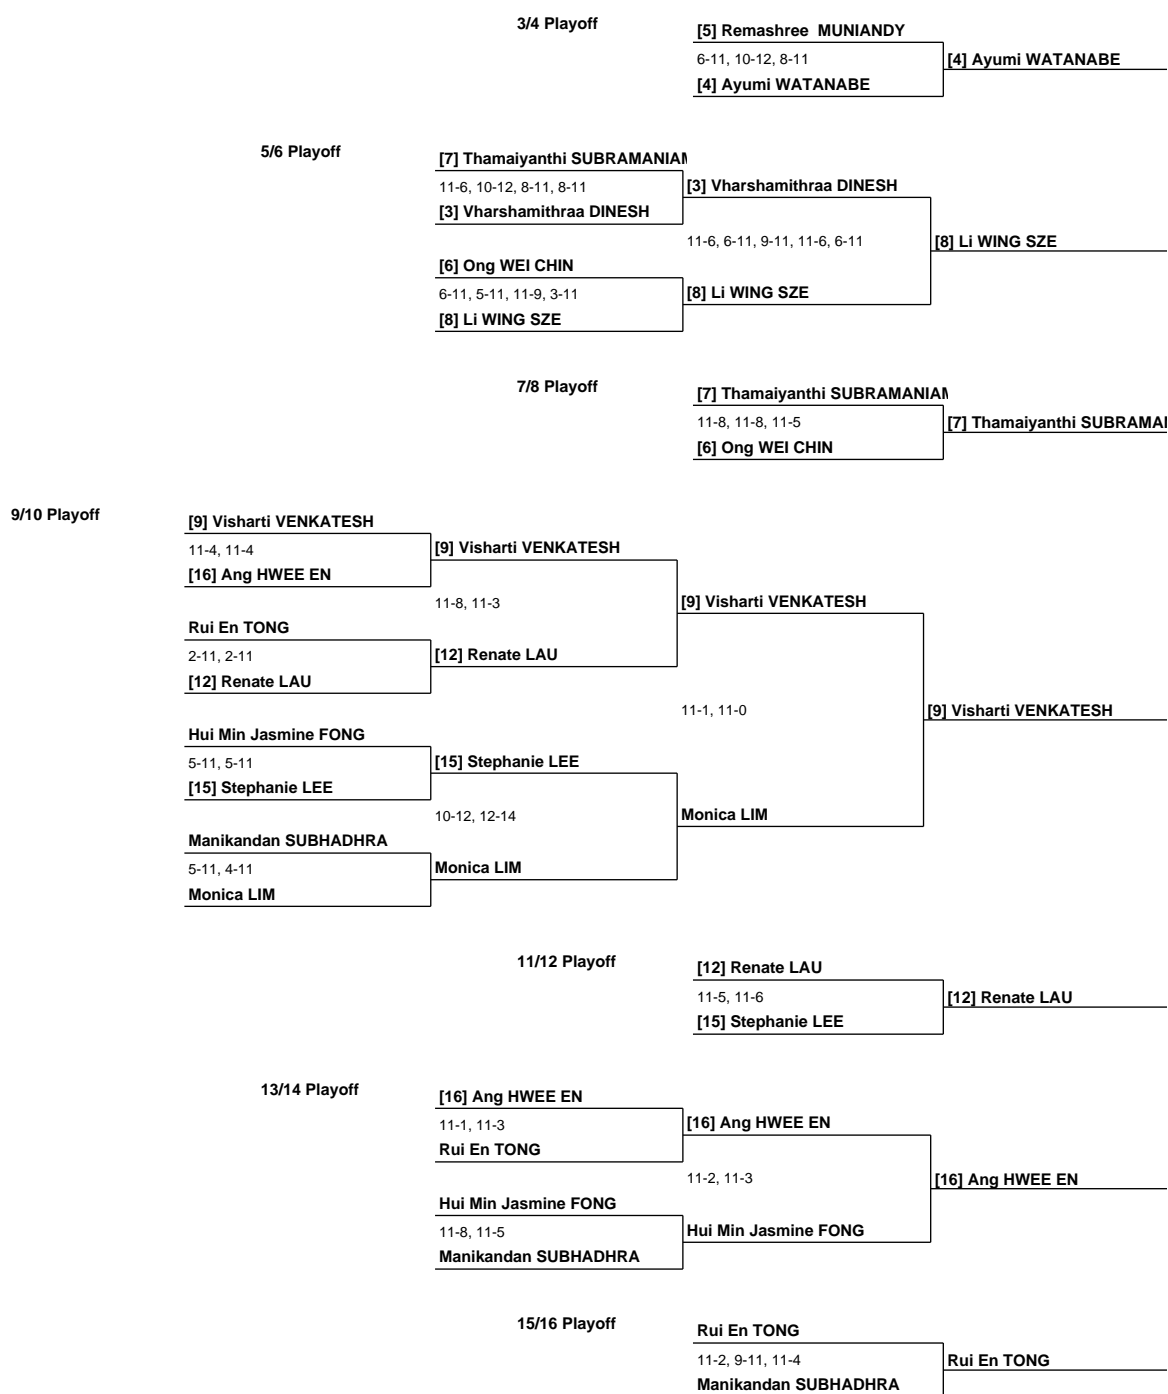 3/4 Playoff
[5] Remashree  MUNIANDY
6-11, 10-12, 8-11
[4] Ayumi WATANABE
[4] Ayumi WATANABE
5/6 Playoff
[7] Thamaiyanthi SUBRAMANIAM
11-6, 10-12, 8-11, 8-11
[3] Vharshamithraa DINESH
[3] Vharshamithraa DINESH
11-6, 6-11, 9-11, 11-6, 6-11
[8] Li WING SZE
[6] Ong WEI CHIN
6-11, 5-11, 11-9, 3-11
[8] Li WING SZE
[8] Li WING SZE
7/8 Playoff
[7] Thamaiyanthi SUBRAMANIAM
11-8, 11-8, 11-5
[7] Thamaiyanthi SUBRAMAN
[6] Ong WEI CHIN
9/10 Playoff
[9] Visharti VENKATESH
11-4, 11-4
[9] Visharti VENKATESH
[16] Ang HWEE EN
11-8, 11-3
[9] Visharti VENKATESH
Rui En TONG
2-11, 2-11
[12] Renate LAU
[12] Renate LAU
11-1, 11-0
[9] Visharti VENKATESH
Hui Min Jasmine FONG
5-11, 5-11
[15] Stephanie LEE
[15] Stephanie LEE
10-12, 12-14
Monica LIM
Manikandan SUBHADHRA
5-11, 4-11
Monica LIM
Monica LIM
11/12 Playoff
[12] Renate LAU
11-5, 11-6
[12] Renate LAU
[15] Stephanie LEE
13/14 Playoff
[16] Ang HWEE EN
11-1, 11-3
[16] Ang HWEE EN
Rui En TONG
11-2, 11-3
[16] Ang HWEE EN
Hui Min Jasmine FONG
11-8, 11-5
Hui Min Jasmine FONG
Manikandan SUBHADHRA
15/16 Playoff
Rui En TONG
11-2, 9-11, 11-4
Rui En TONG
Manikandan SUBHADHRA